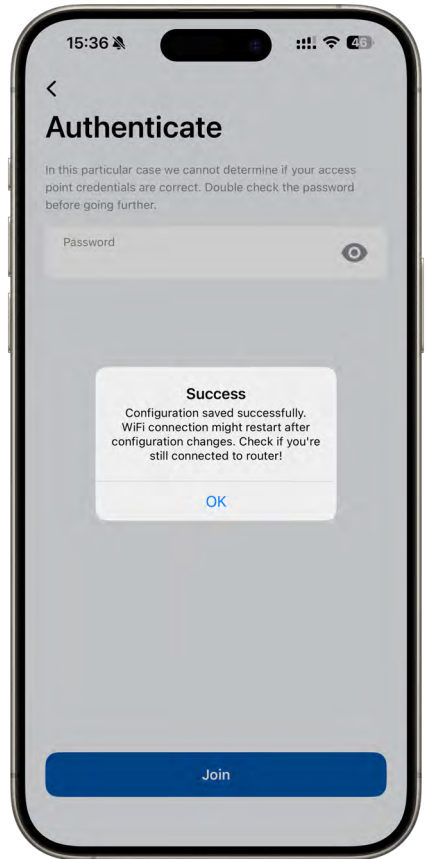 15:36
46
Authenticate
In this particular case we cannot determine if your access
point credentials are correct. Double check the password
before going further.
Password
Success
Configuration saved successfully.
WiFi connection might restart after
configuration changes. Check if you're
still connected to router!
OK
Join